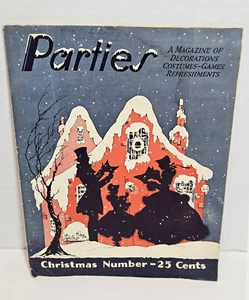 Parties
A MAGAZINE OF
DECORATIONS
COSTUMES–GAMES
REFRESHMENTS
Christmas Number – 25 Cents